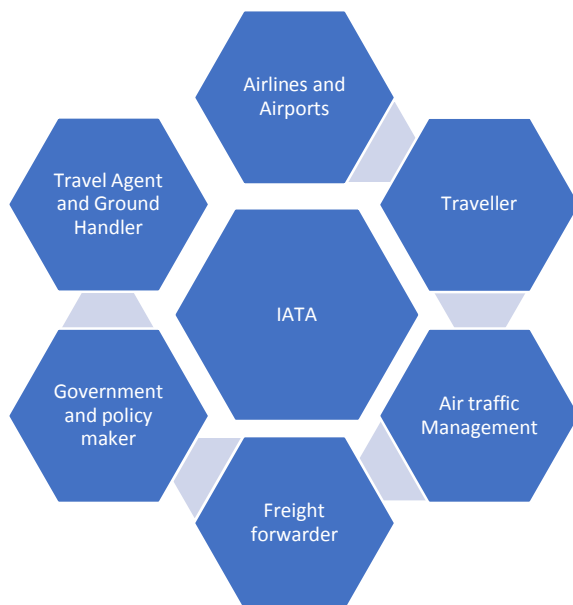 Airlines and
Airports
Traveller
Air traffic
Management
Freight
forwarder
Government
and policy
maker
Travel Agent
and Ground
Handler
IATA